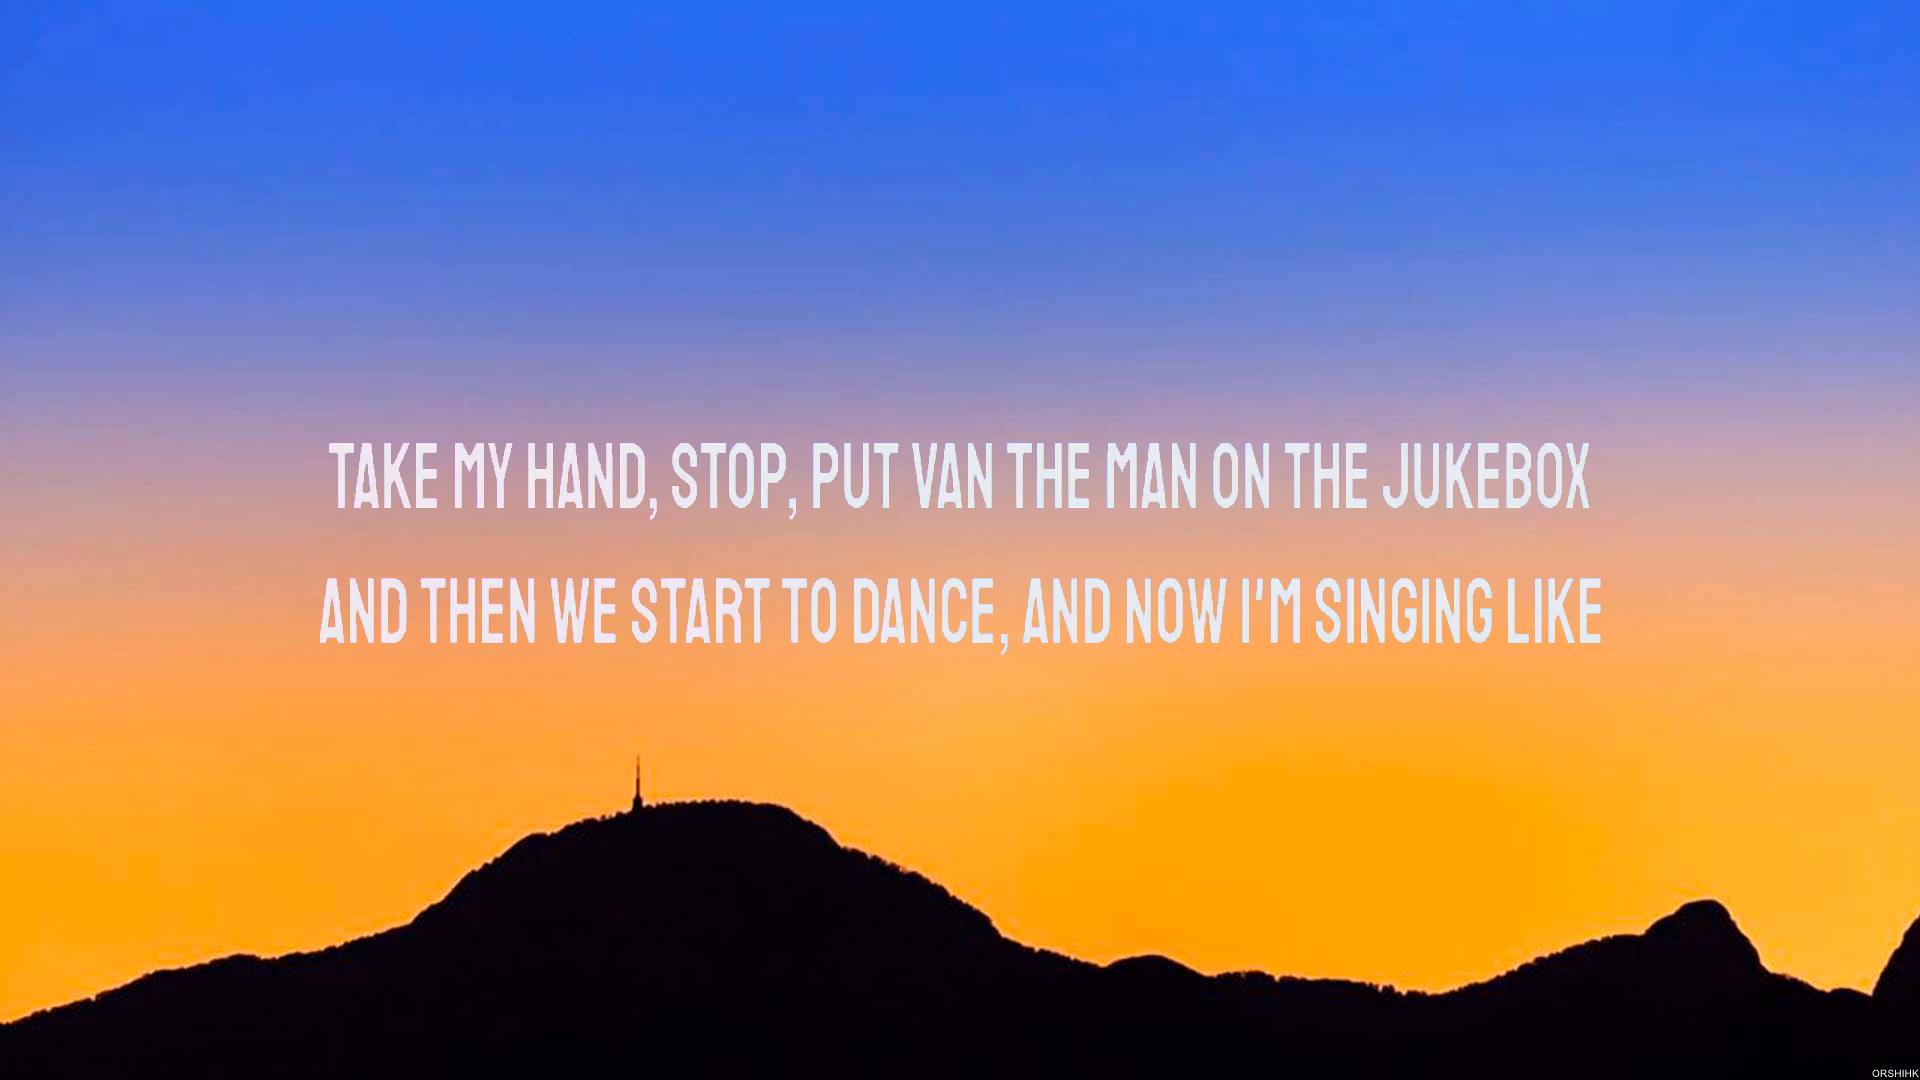 TAKE MY HAND, STOP, PUT VAN THE MAN ON THE JUKEBOX
AND THEN WE START TO DANCE, AND NOW I'M SINGING LIKE
ORSHIHK